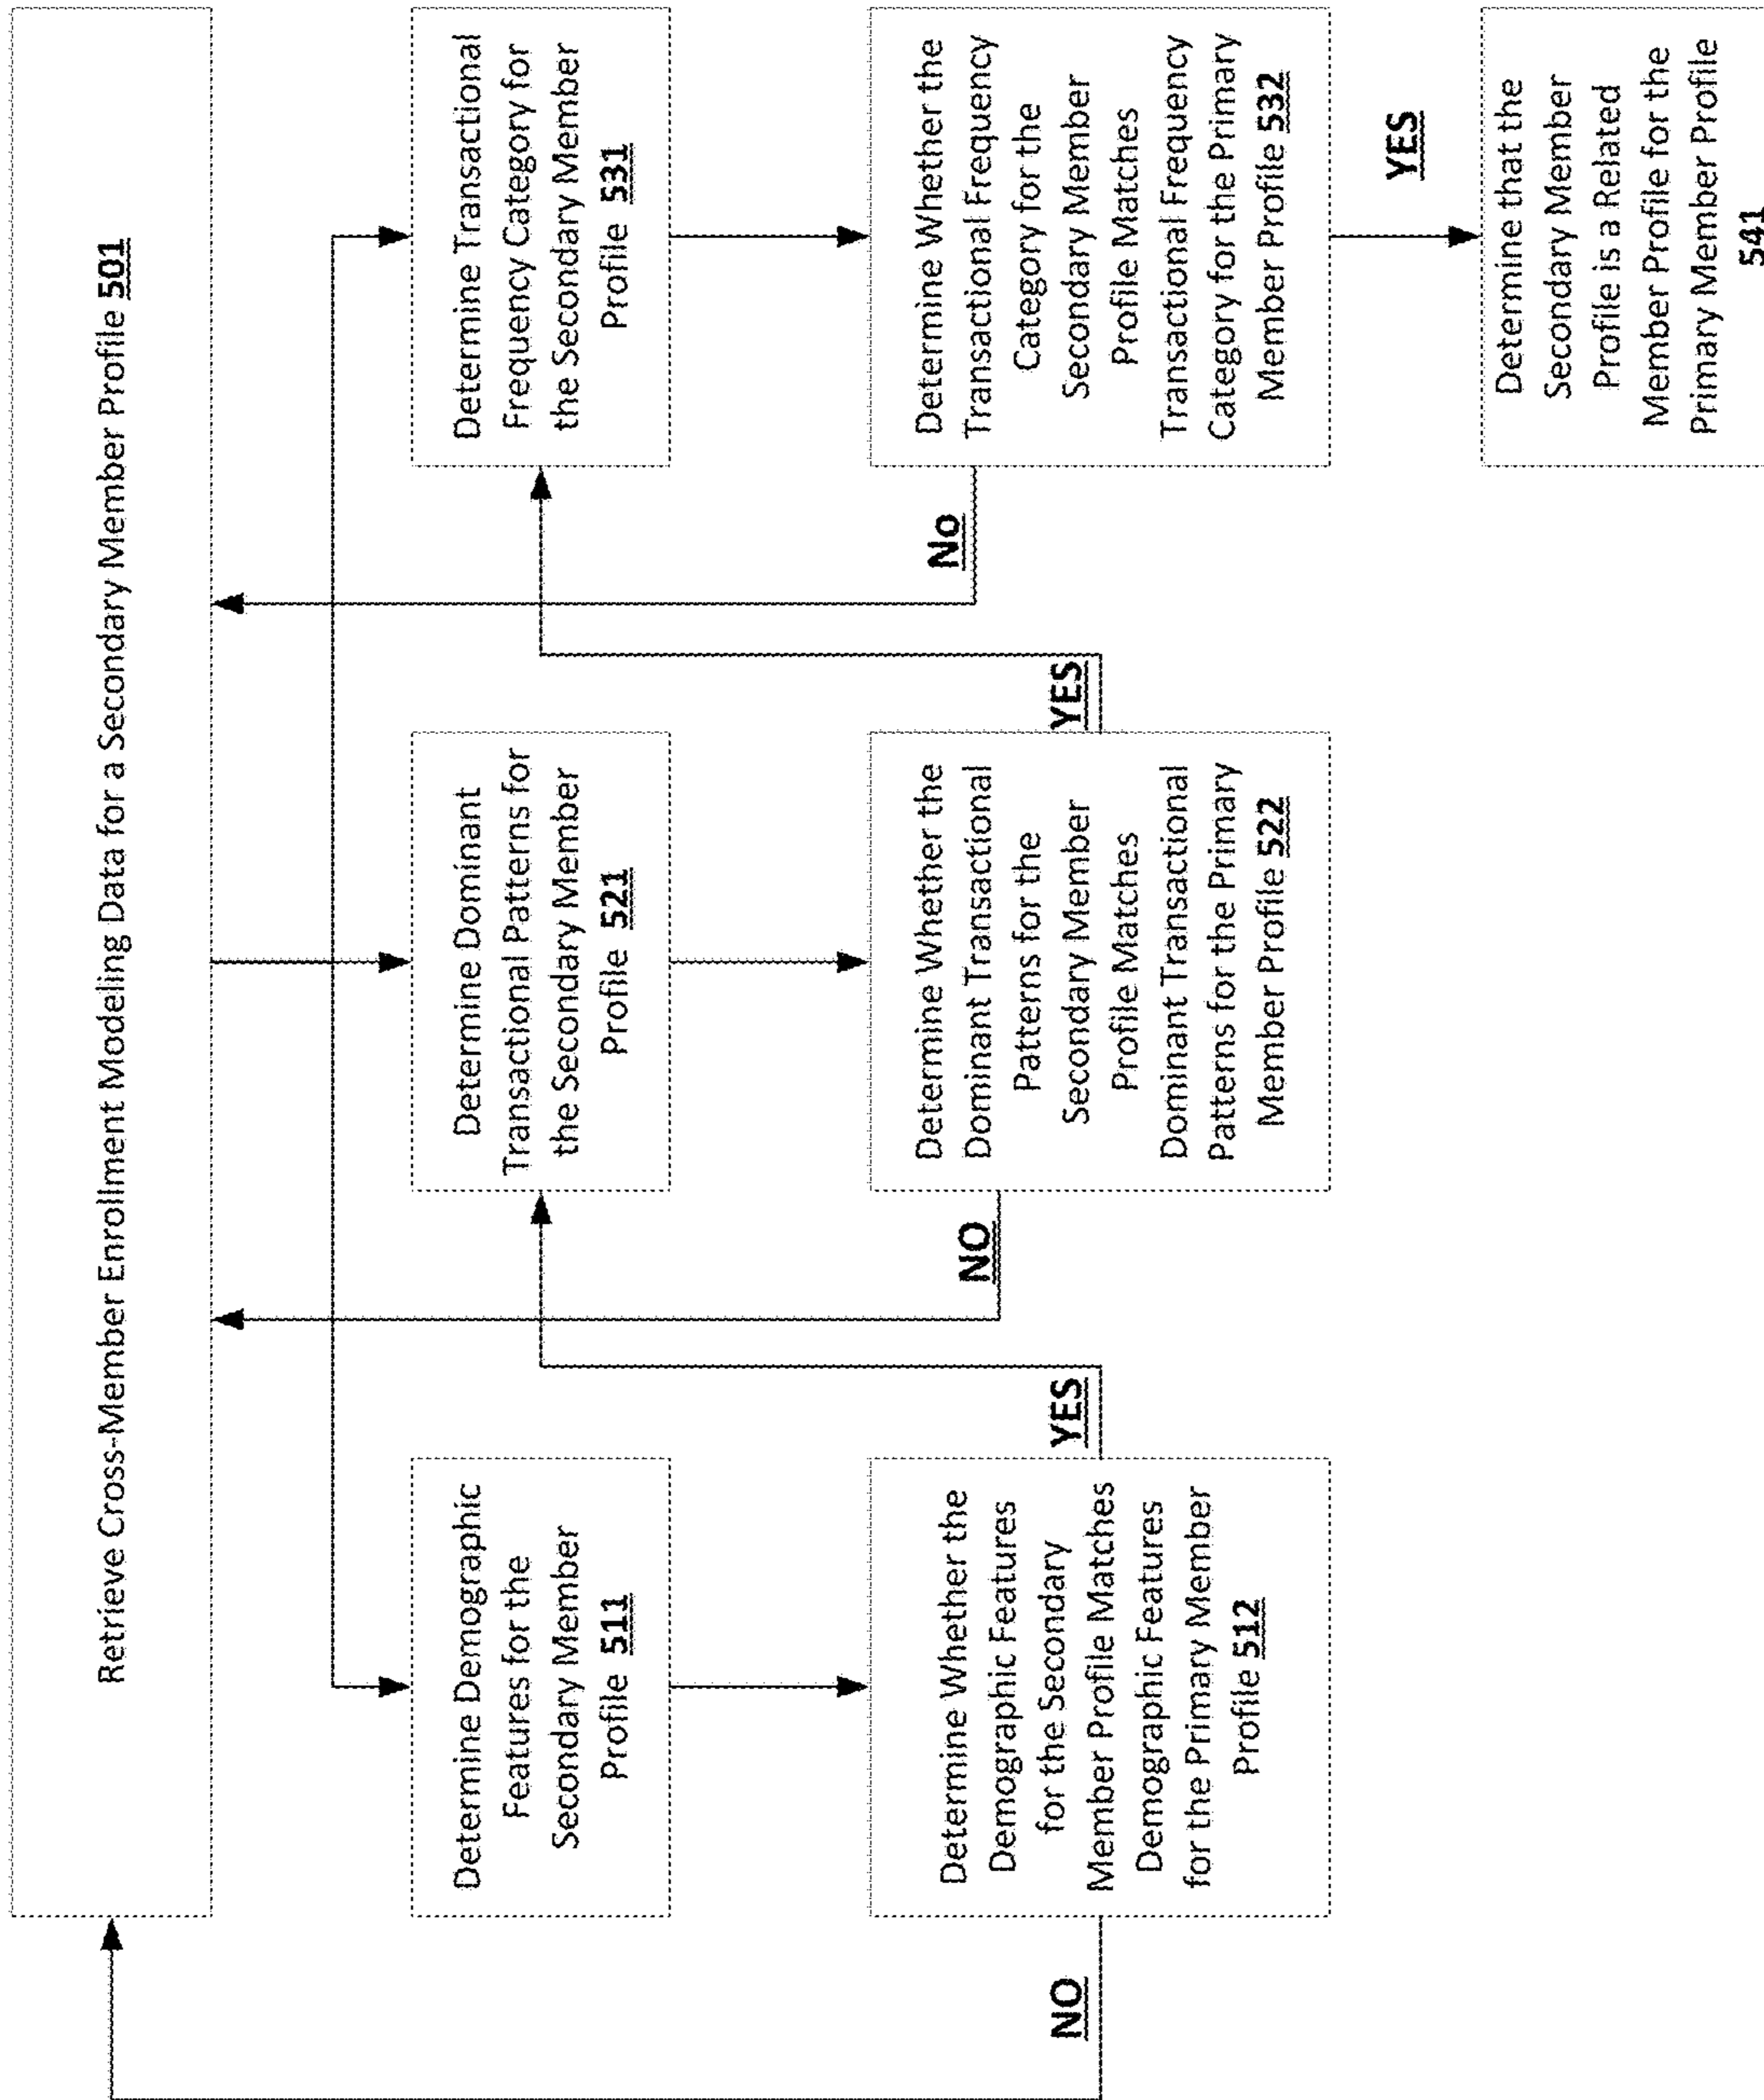 Retrieve Cross-Member Enrollment Modeling Data for a Secondary Member Profile 501
Determine Demographic
Features for the
Secondary Member
Profile 511
Determine Dominant
Transactional Patterns for
the Secondary Member
Profile 521
Determine Transactional
Frequency Category for
the Secondary Member
Profile 531
Determine Whether the
Demographic Features
for the Secondary
Member Profile Matches
Demographic Features
for the Primary Member
Profile 512
NO
YES
Determine Whether the
Dominant Transactional
Patterns for the
Secondary Member
Profile Matches
Dominant Transactional
Patterns for the Primary
Member Profile 522
NO
YES
Determine Whether the
Transactional Frequency
Category for the
Secondary Member
Profile Matches
Transactional Frequency
Category for the Primary
Member Profile 532
No
YES
Determine that the
Secondary Member
Profile is a Related
Member Profile for the
Primary Member Profile
541